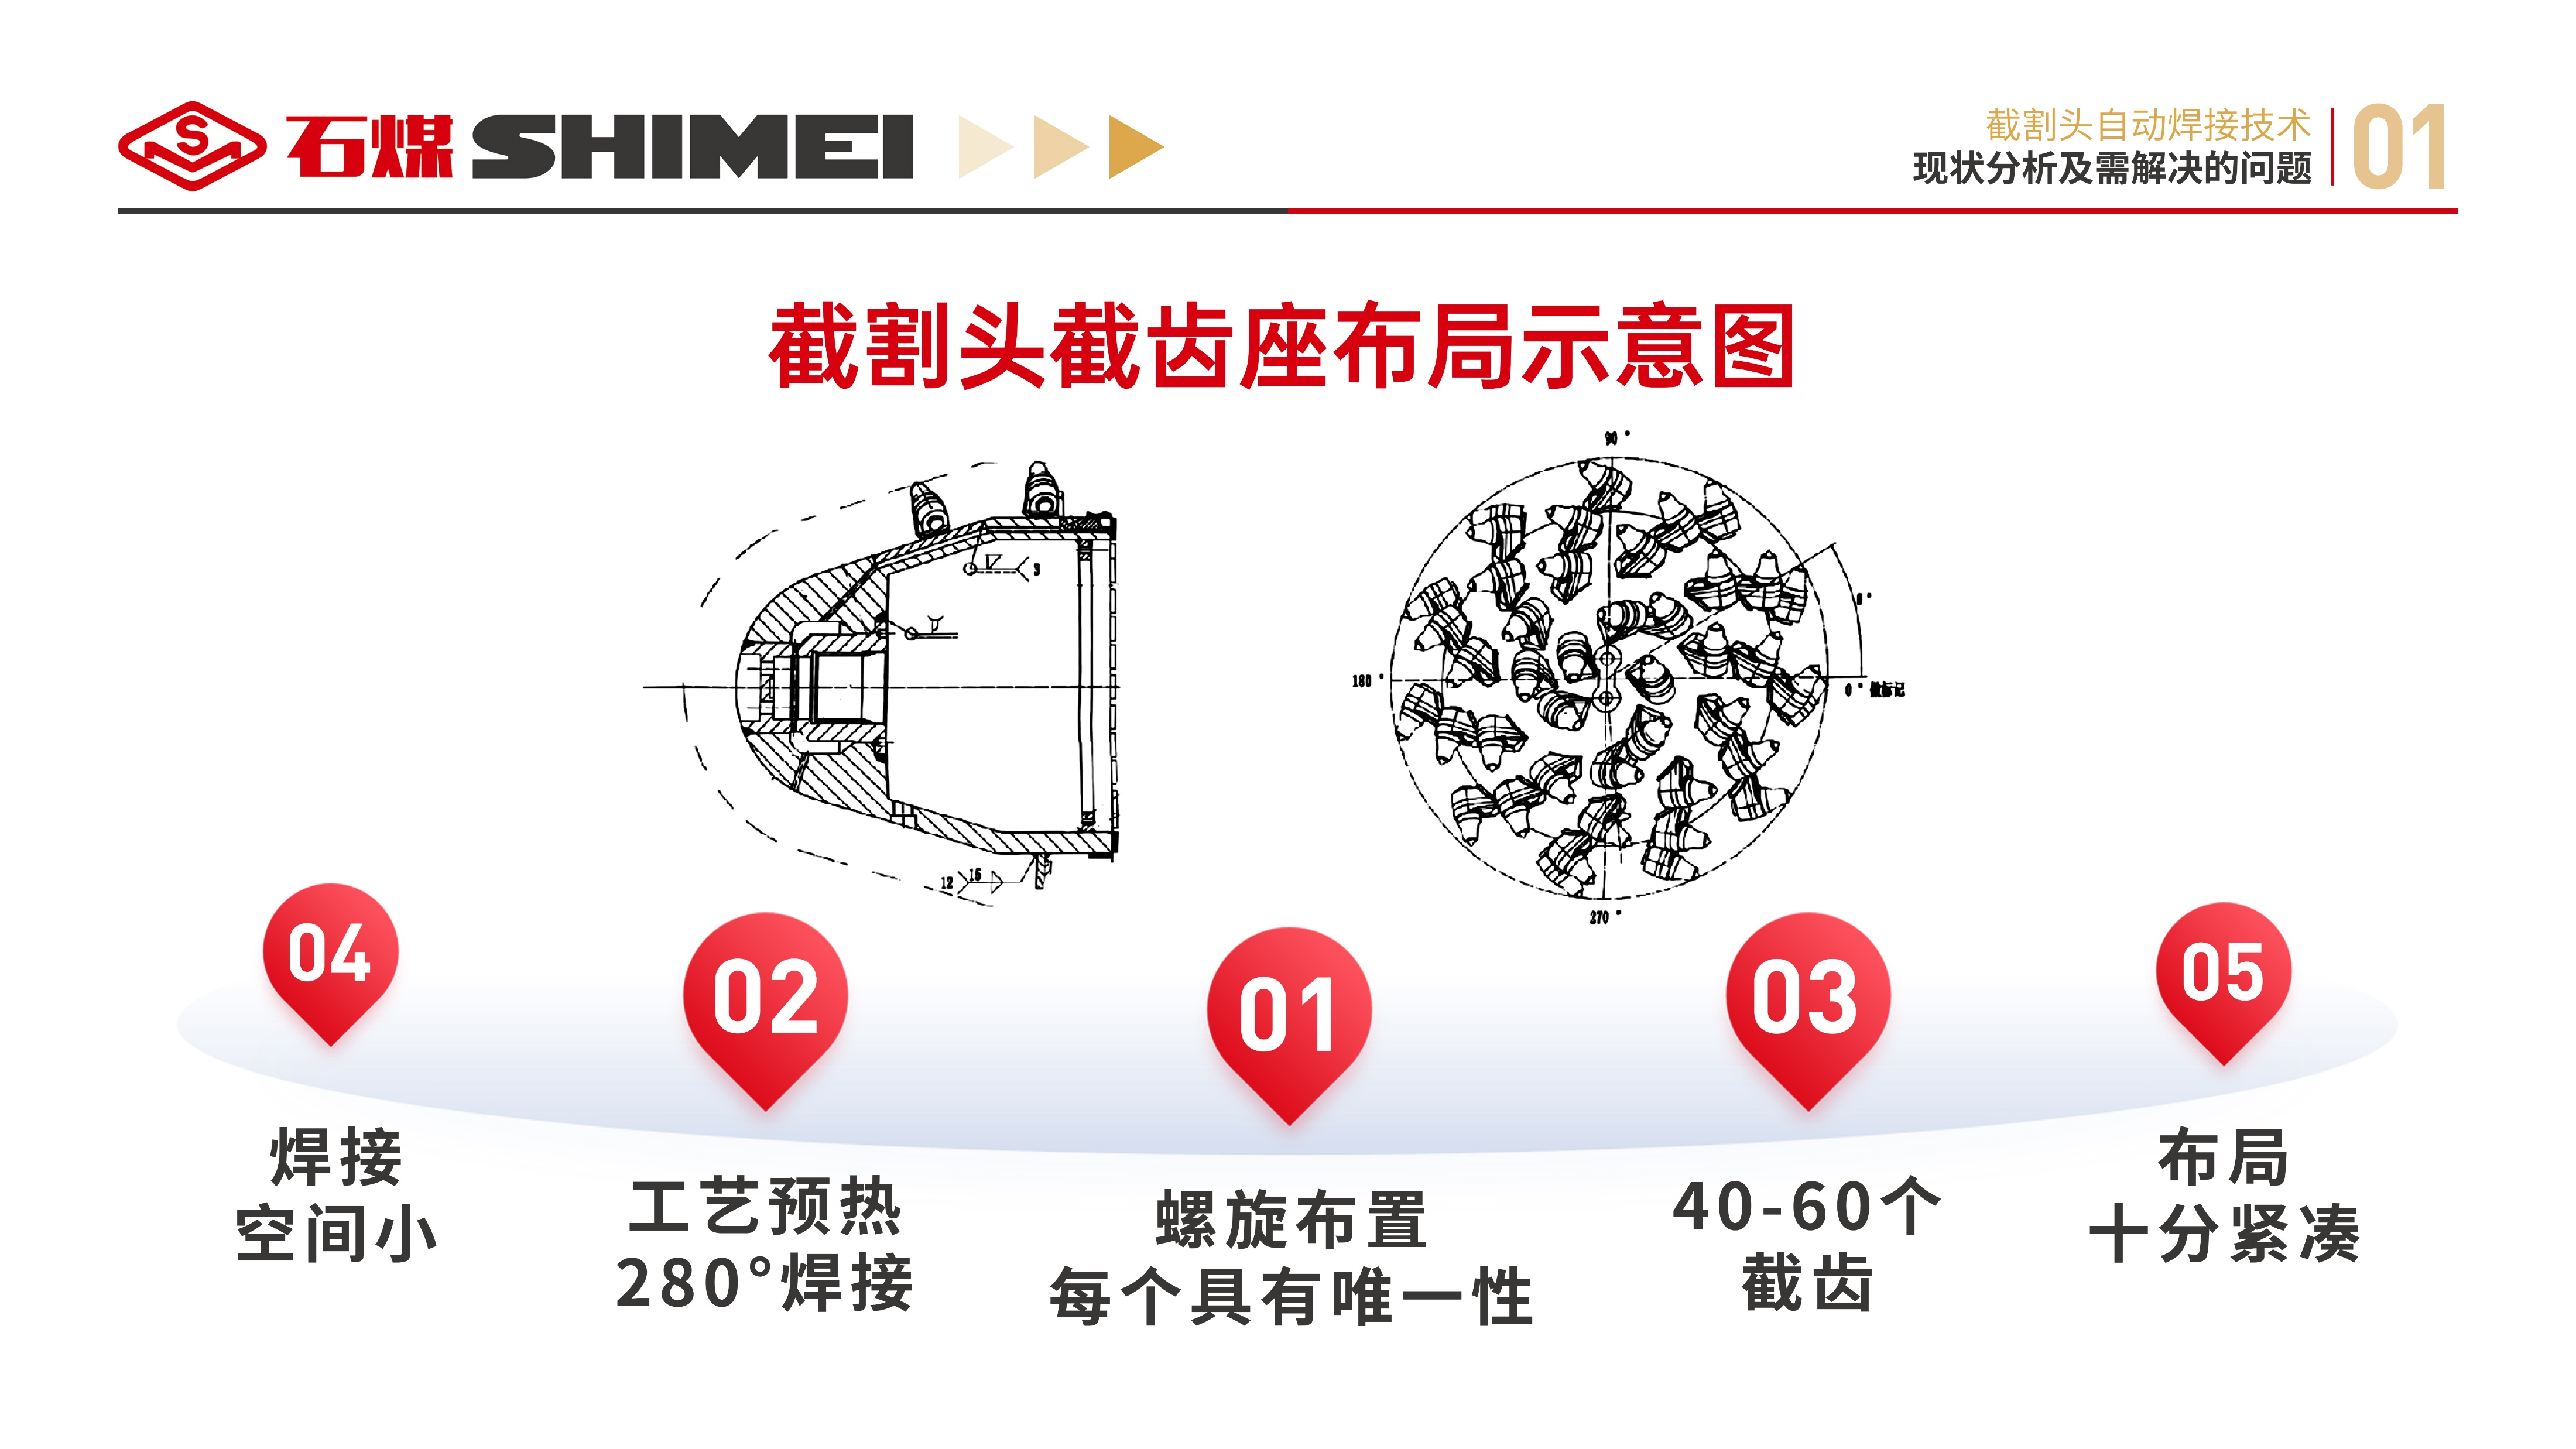 石煤 SHIMEI
截割头自动焊接技术
现状分析及需解决的问题
01
截割头截齿座布局示意图
90°
3
180°
0°
12
15
270°
04
02
01
03
05
焊接
空间小
工艺预热
280°焊接
螺旋布置
每个具有唯一性
40-60个
截齿
布局
十分紧凑